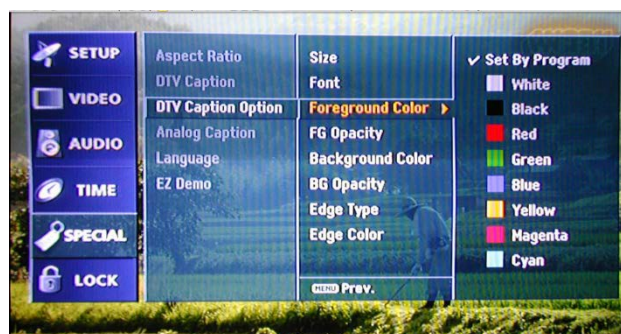 SETUP
VIDEO
AUDIO
TIME
SPECIAL
LOCK
Aspect Ratio
DTV Caption
DTV Caption Option
Analog Caption
Language
EZ Demo
Size
Font
Foreground Color
FG Opacity
Background Color
BG Opacity
Edge Type
Edge Color
MENU Prev.
Set By Program
White
Black
Red
Green
Blue
Yellow
Magenta
Cyan